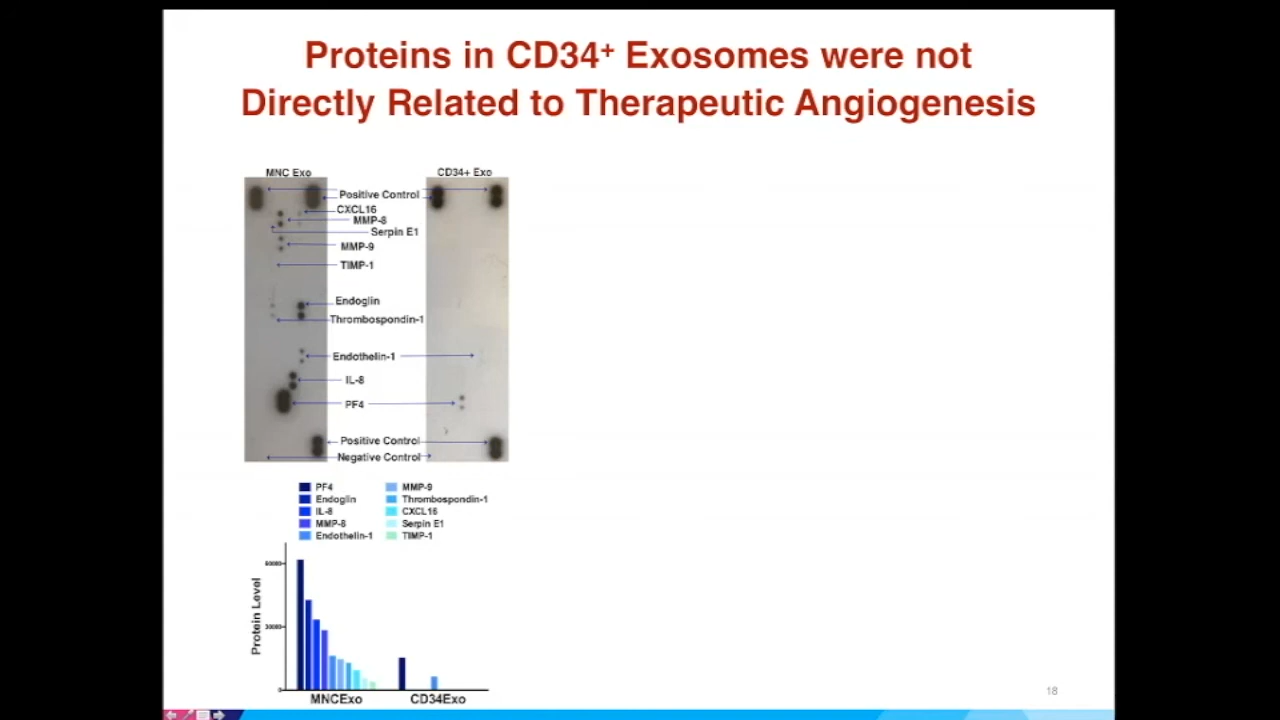 Proteins in CD34+ Exosomes were not
Directly Related to Therapeutic Angiogenesis
MNC Exo
CD34+ Exo
Positive Control
CXCL16
MMP-8
Serpin E1
MMP-9
TIMP-1
Endoglin
Thrombospondin-1
Endothelin-1
IL-8
PF4
Positive Control
Negative Control
PF4
Endoglin
IL-8
MMP-8
Endothelin-1
MMP-9
Thrombospondin-1
CXCL16
Serpin E1
TIMP-1
Protein Level
60000
30000
0
MNCExo
CD34Exo
18